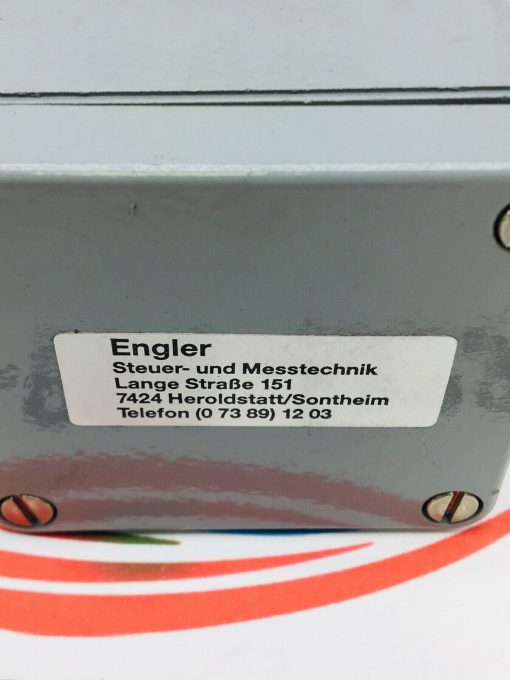 Engler
Steuer- und Messtechnik
Lange Straße 151
7424 Heroldstatt/Sontheim
Telefon (0 73 89) 12 03